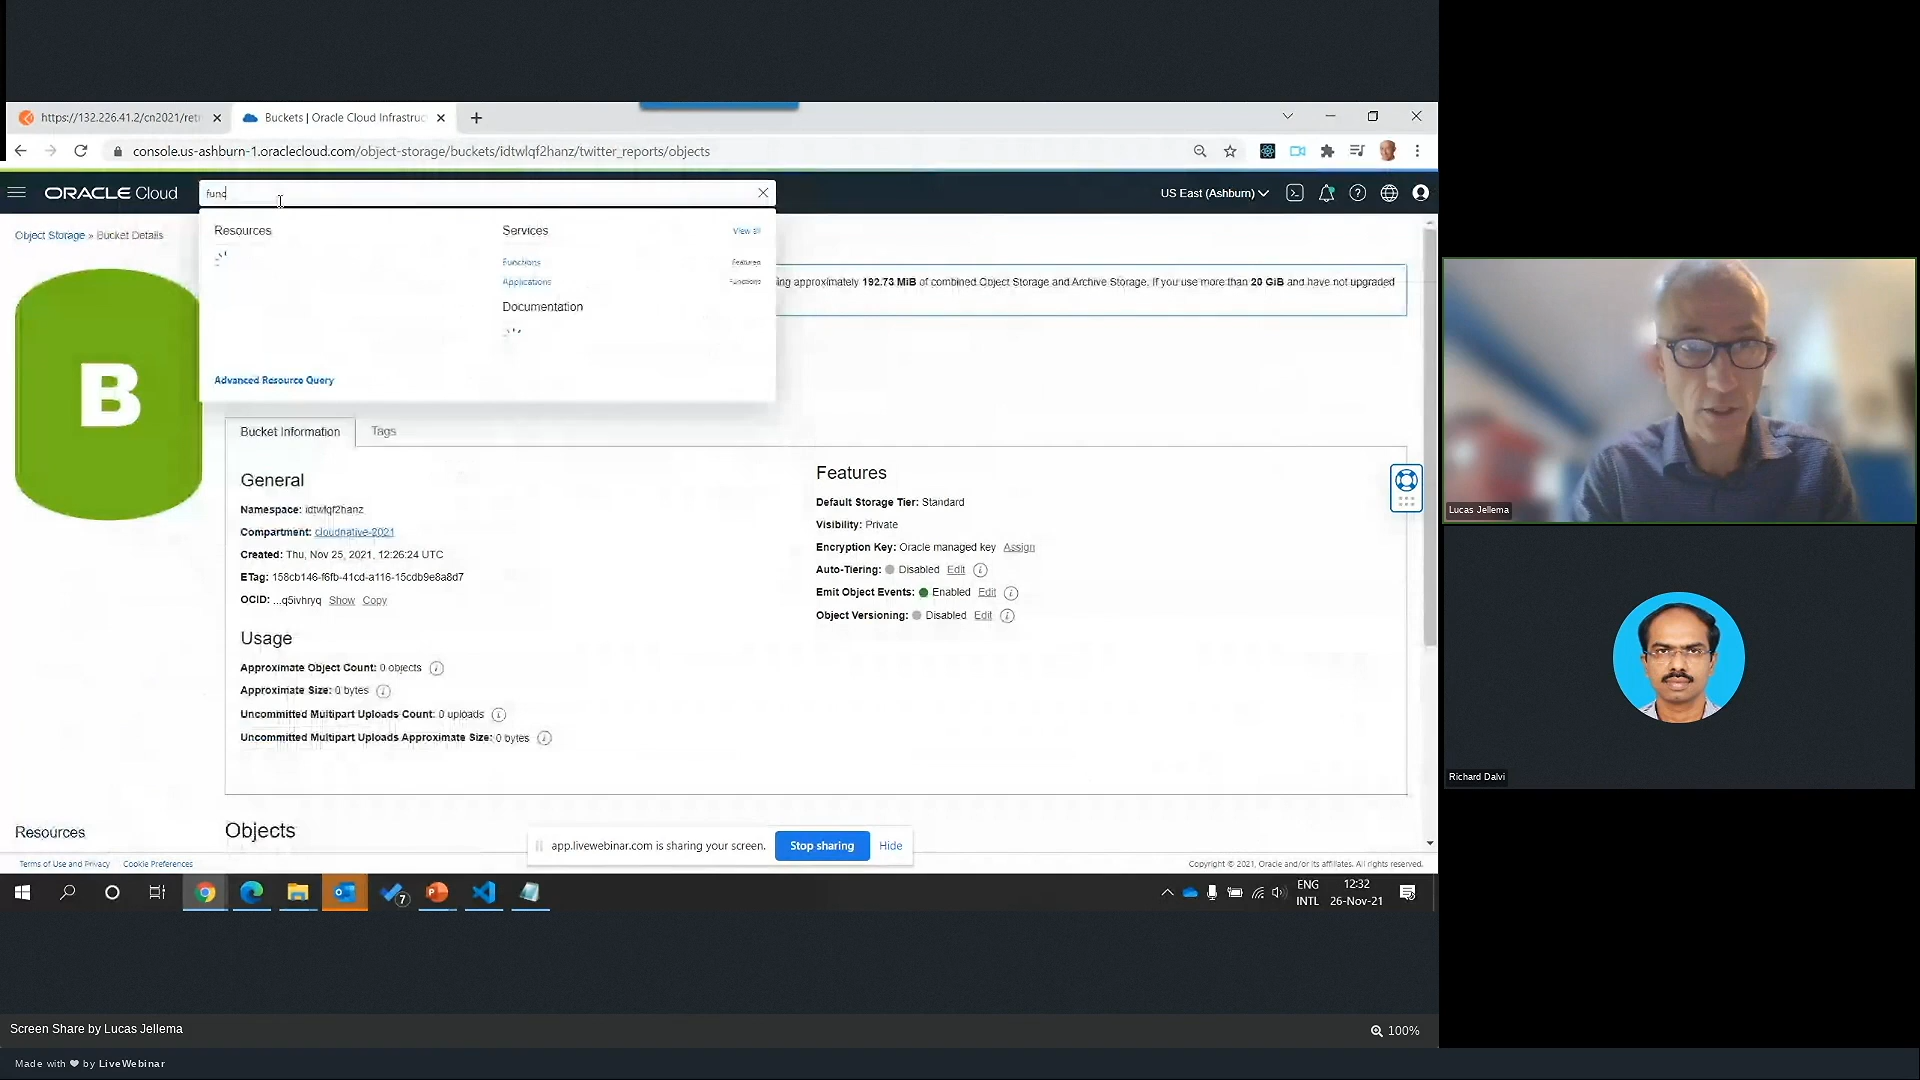 https://132.226.41.2/cn2021/ret
Buckets | Oracle Cloud Infrastruc
console.us-ashburn-1.oraclecloud.com/object-storage/buckets/idtwlqf2hanz/twitter_reports/objects
ORACLE Cloud
func
US East (Ashburn)
Object Storage » Bucket Details
Resources
Services
View all
Functions
Features
Applications
Functions
Documentation
Advanced Resource Query
ing approximately 192.73 MiB of combined Object Storage and Archive Storage. If you use more than 20 GiB and have not upgraded
B
Bucket Information
Tags
General
Namespace: idtwlqf2hanz
Compartment: cloudnative-2021
Created: Thu, Nov 25, 2021, 12:26:24 UTC
ETag: 158cb146-f6fb-41cd-a116-15cdb9e8a8d7
OCID: ...q5ivhryq Show Copy
Usage
Approximate Object Count: 0 objects
Approximate Size: 0 bytes
Uncommitted Multipart Uploads Count: 0 uploads
Uncommitted Multipart Uploads Approximate Size: 0 bytes
Features
Default Storage Tier: Standard
Visibility: Private
Encryption Key: Oracle managed key Assign
Auto-Tiering: Disabled Edit
Emit Object Events: Enabled Edit
Object Versioning: Disabled Edit
Resources
Objects
app.livewebinar.com is sharing your screen.
Stop sharing
Hide
Terms of Use and Privacy
Cookie Preferences
Copyright © 2021, Oracle and/or its affiliates. All rights reserved.
7
ENG
INTL
12:32
26-Nov-21
Lucas Jellema
Richard Dalvi
Screen Share by Lucas Jellema
100%
Made with ❤ by LiveWebinar